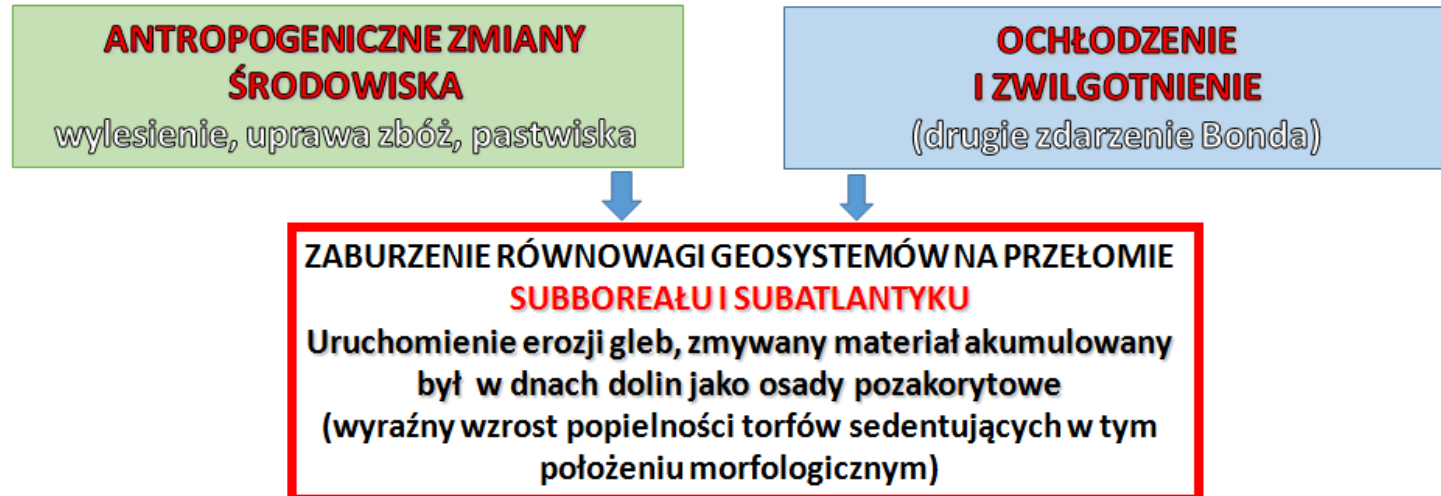 ANTROPOGENICZNE ZMIANY
ŚRODOWISKA
wylesienie, uprawa zbóż, pastwiska
OCHŁODZENIE
I ZWILGOTNIENIE
(drugie zdarzenie Bonda)
ZABURZENIE RÓWNOWAGI GEOSYSTEMÓW NA PRZEŁOMIE
SUBBOREAŁU I SUBATLANTYKU
Uruchomienie erozji gleb, zmywany materiał akumulowany
był w dnach dolin jako osady pozakorytowe
(wyraźny wzrost popielności torfów sedentujących w tym
położeniu morfologicznym)